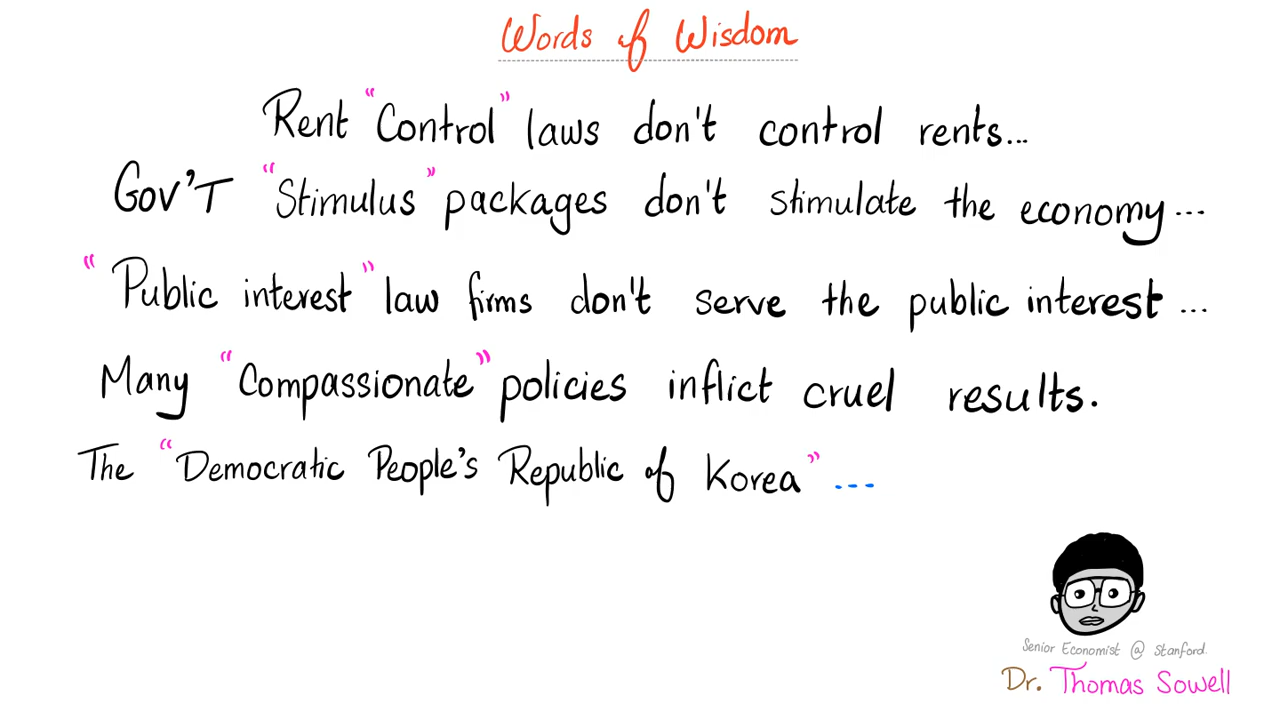 Words of Wisdom
Rent "Control" laws don't control rents...
Gov'T "Stimulus" packages don't stimulate the economy...
"Public interest" law firms don't serve the public interest...
Many "Compassionate" policies inflict cruel results.
The "Democratic People's Republic of Korea" ...
Senior Economist @ Stanford.
Dr. Thomas Sowell